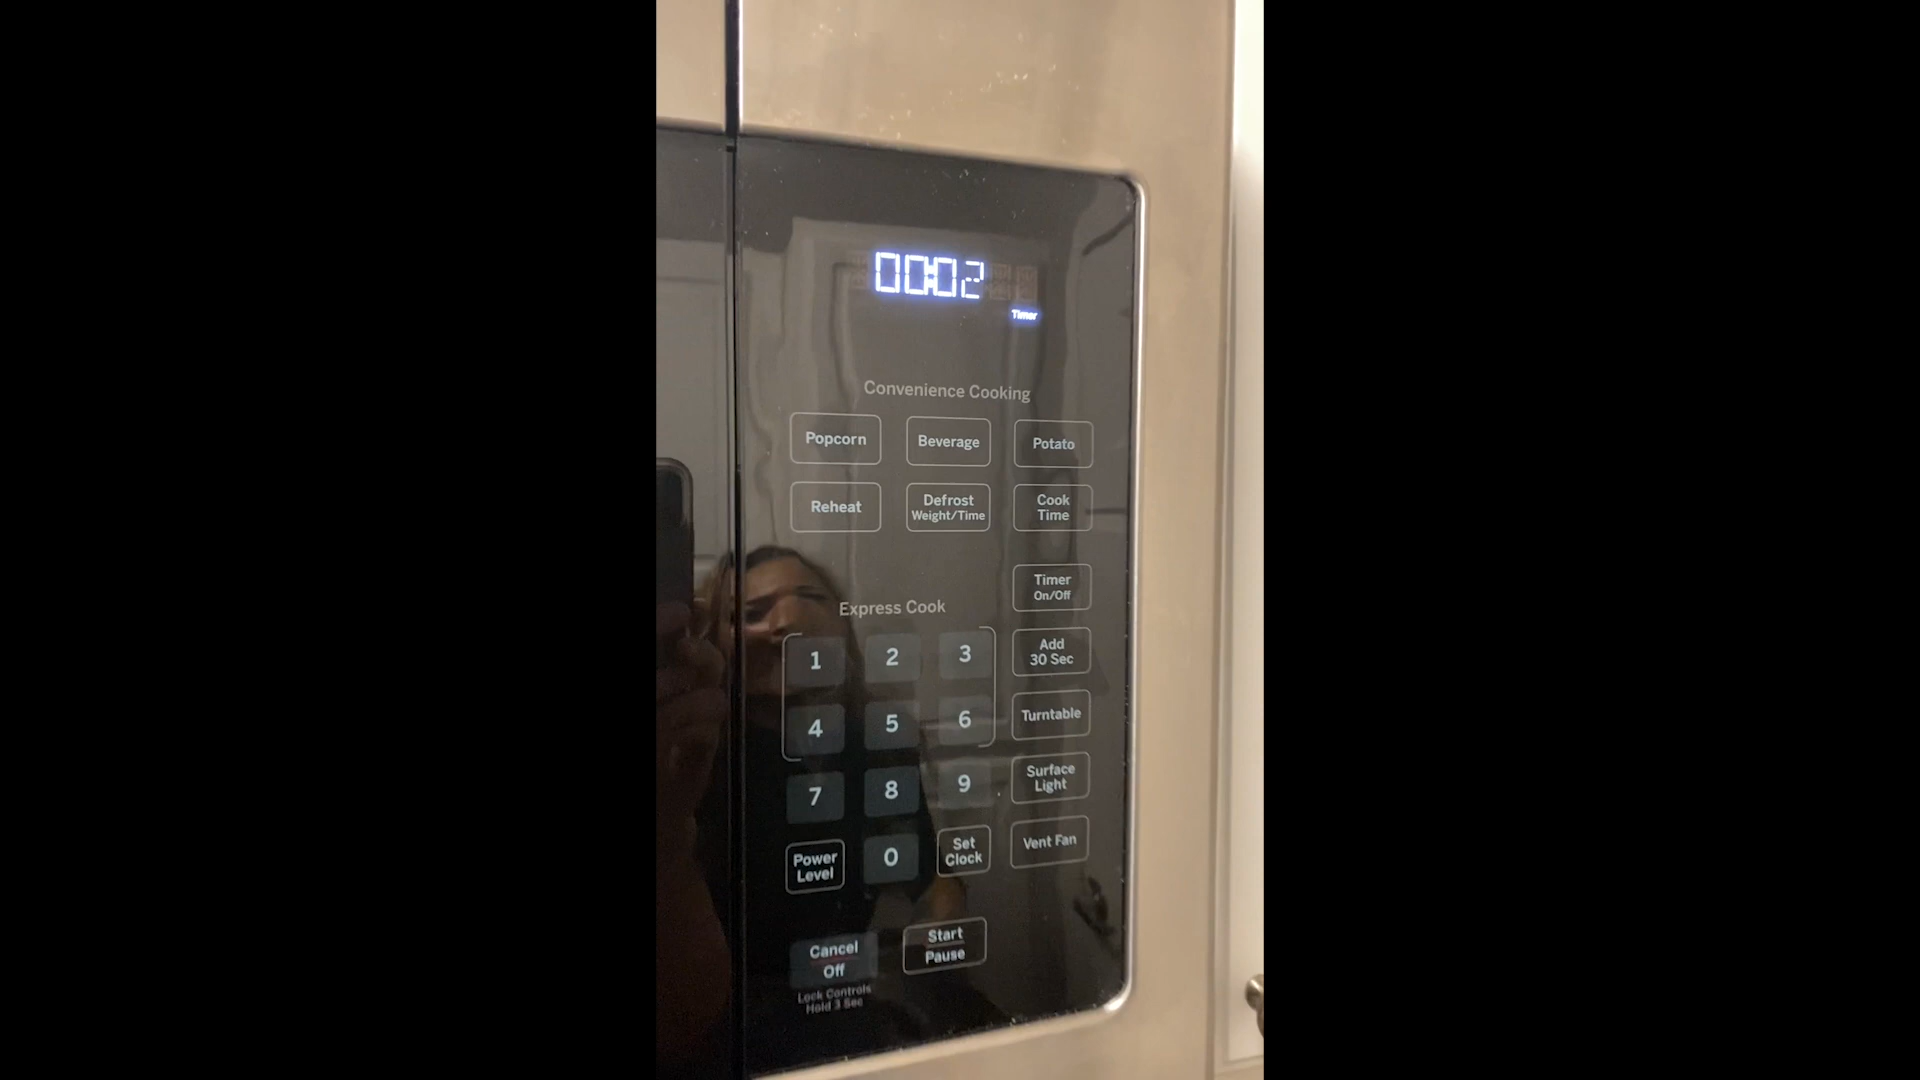 00:02
Timer
Convenience Cooking
Popcorn
Beverage
Potato
Reheat
Defrost
Weight/Time
Cook
Time
Timer
On/Off
Express Cook
1
2
3
Add
30 Sec
4
5
6
Turntable
7
8
9
Surface
Light
Power
Level
0
Set
Clock
Vent Fan
Cancel
Off
Start
Pause
Lock Controls
Hold 3 Sec